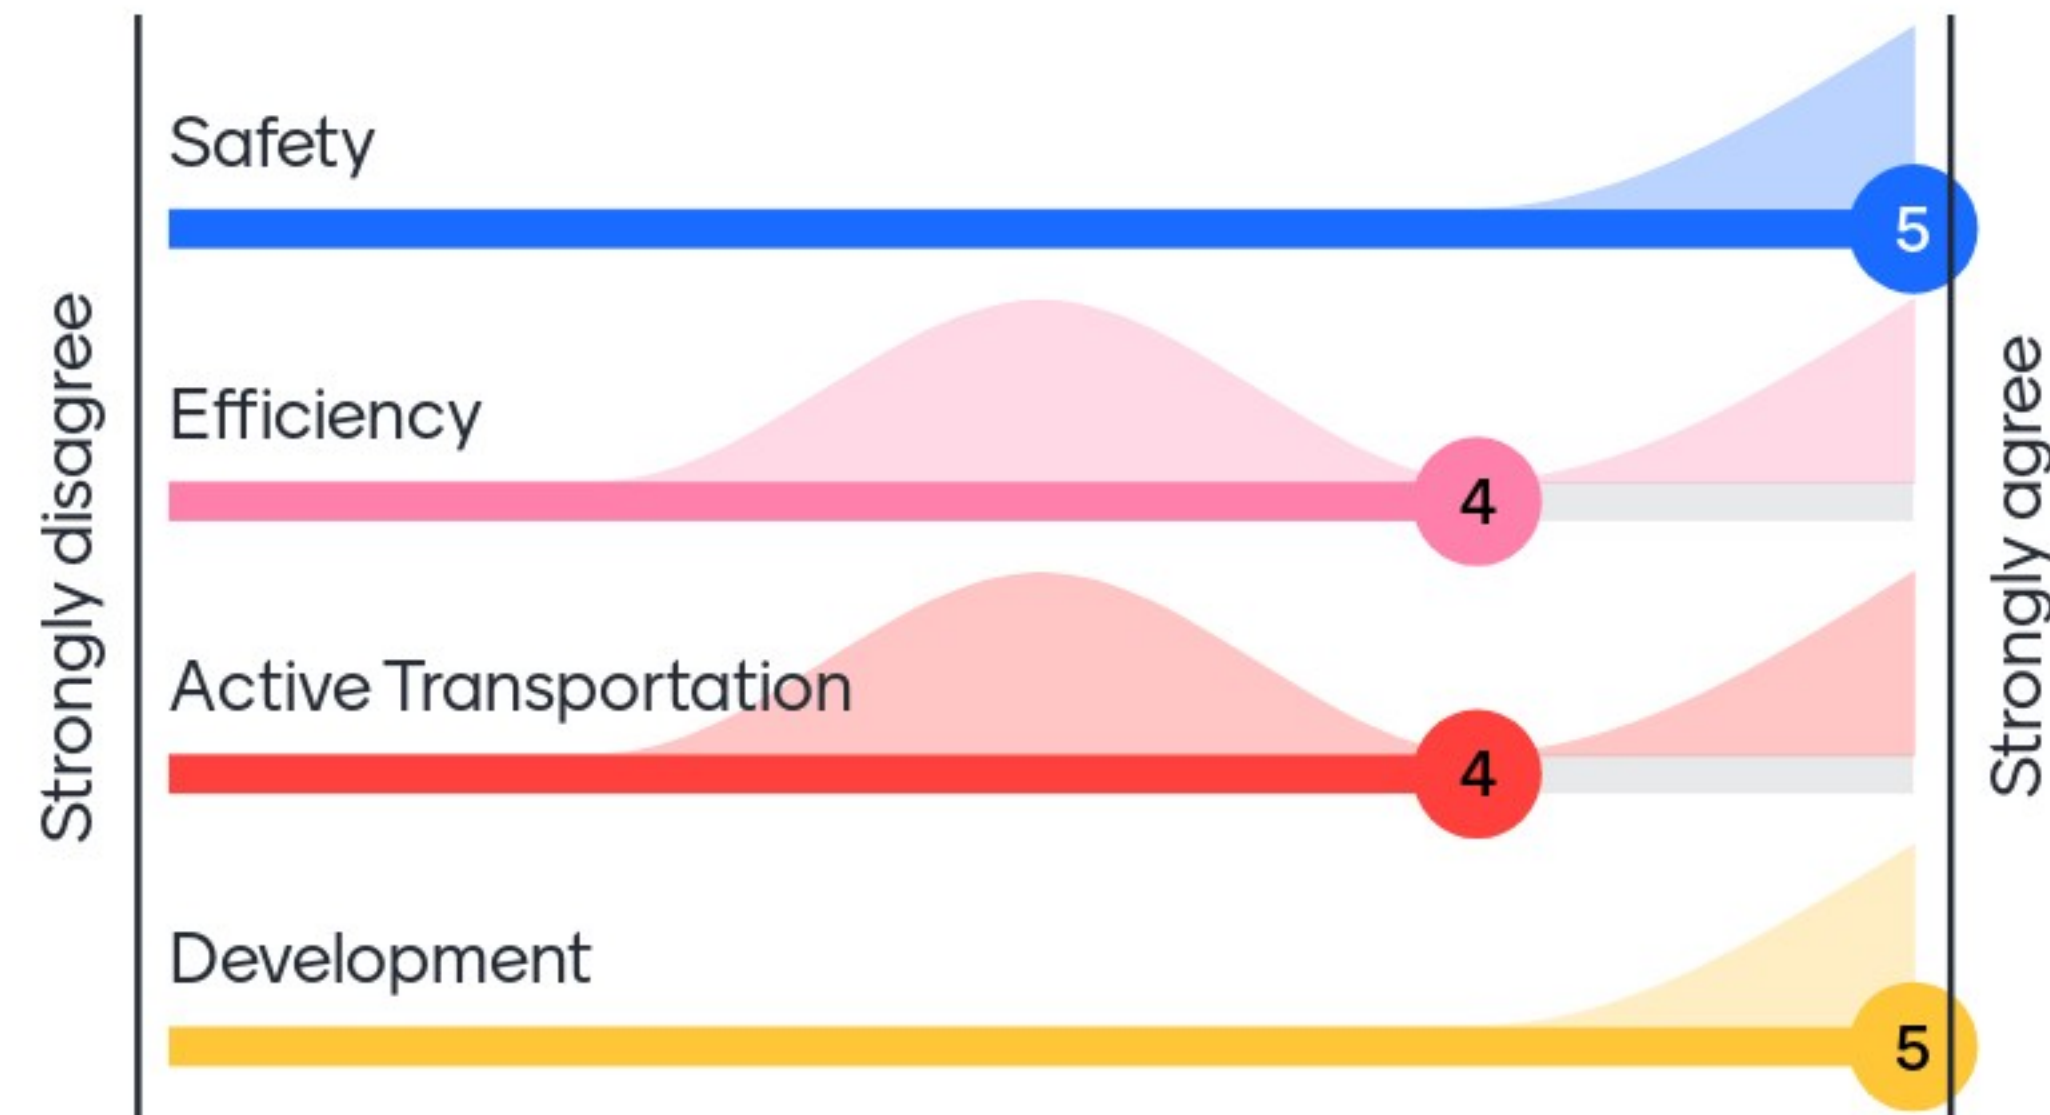 Strongly disagree
Safety
5
Efficiency
4
Active Transportation
4
Development
5
Strongly agree